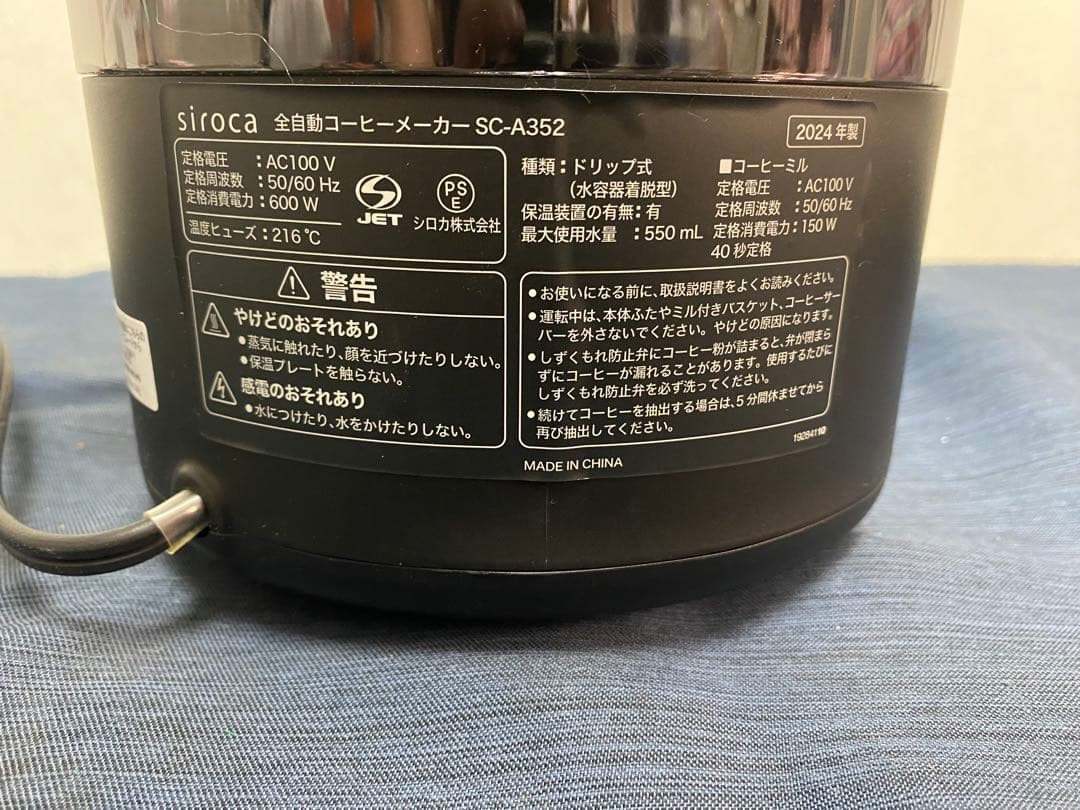 siroca 全自動コーヒーメーカー SC-A352
2024年製
定格電圧 : AC100 V
定格周波数 : 50/60 Hz
定格消費電力 : 600 W
温度ヒューズ : 216℃
JET
PS
E
シロカ株式会社
種類 : ドリップ式
(水容器着脱型)
保温装置の有無 : 有
最大使用水量 : 550 mL
■コーヒーミル
定格電圧 : AC100 V
定格周波数 : 50/60 Hz
定格消費電力 : 150 W
40 秒定格
警告
やけどのおそれあり
●蒸気に触れたり、顔を近づけたりしない。
●保温プレートを触らない。
感電のおそれあり
●水につけたり、水をかけたりしない。
●お使いになる前に、取扱説明書をよくお読みください。
●運転中は、本体ふたやミル付きバスケット、コーヒーサー
バーを外さないでください。やけどの原因になります。
●しずくもれ防止弁にコーヒー粉が詰まると、弁が閉まら
ずにコーヒーが漏れることがあります。使用するたびに
しずくもれ防止弁を必ず洗ってください。
●続けてコーヒーを抽出する場合は、5分間休ませてから
再び抽出してください。
19284110
MADE IN CHINA